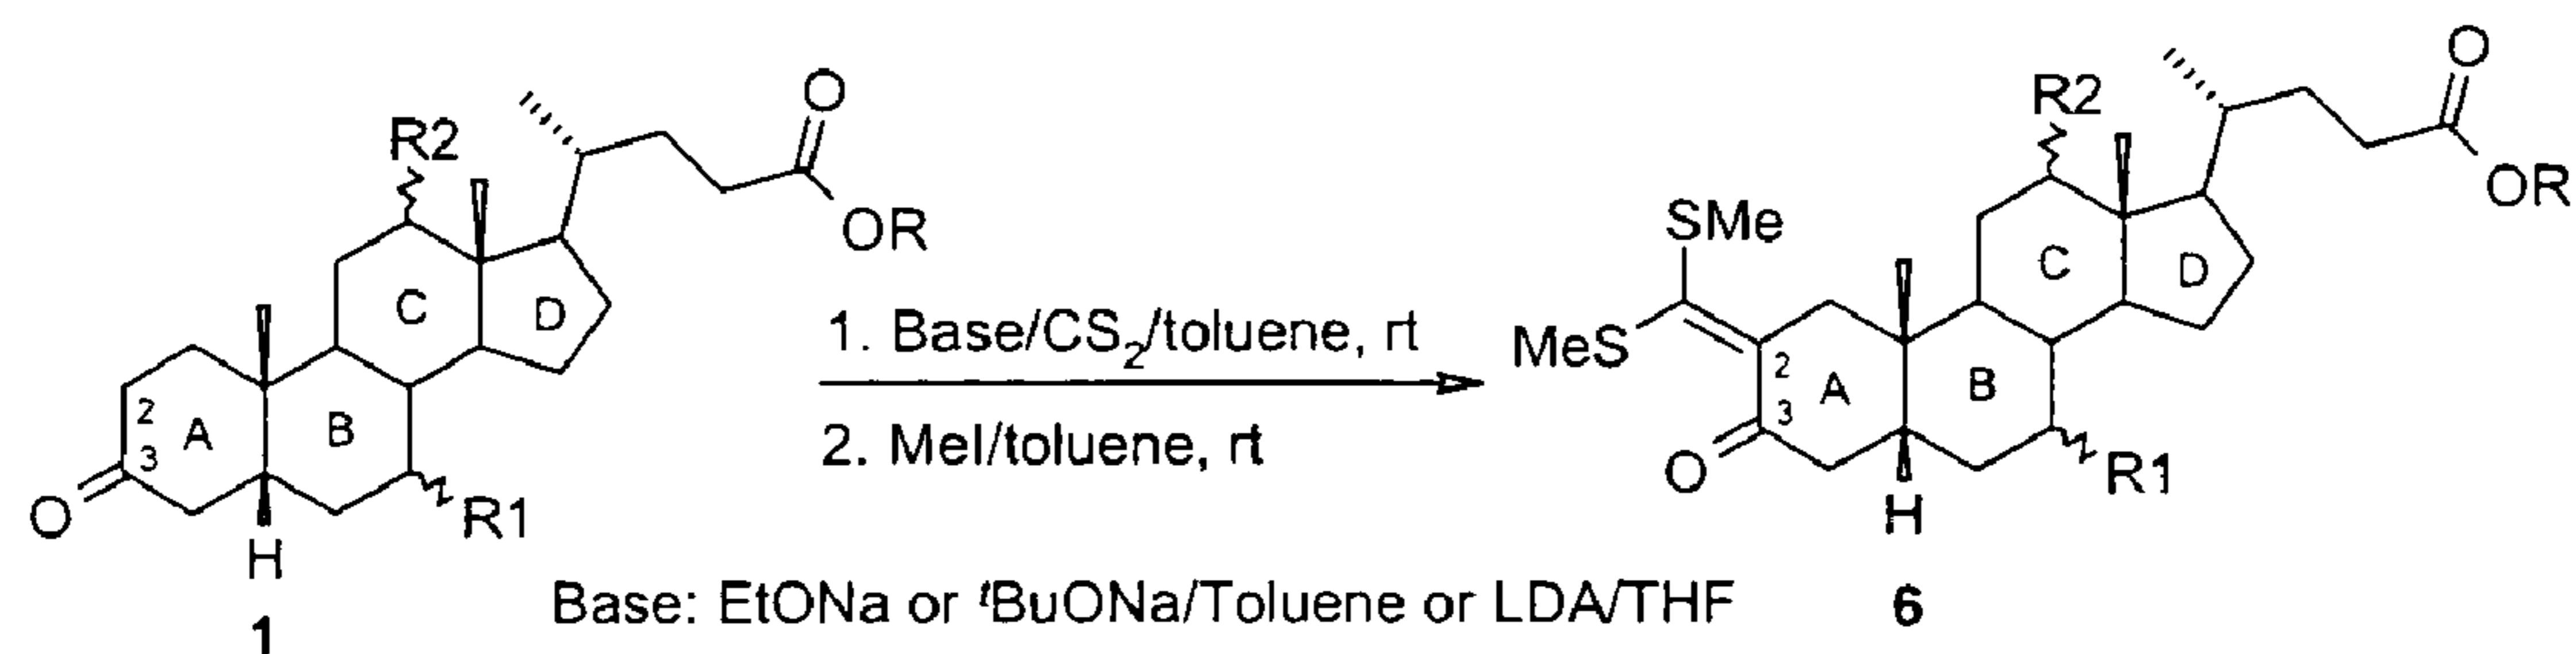 O
R2
OR
C
D
2
A
B
3
O
R1
H
1
1. Base/CS₂/toluene, rt
2. MeI/toluene, rt
Base: EtONa or ᵗBuONa/Toluene or LDA/THF
O
R2
OR
SMe
C
D
MeS
2
A
B
3
O
R1
H
6